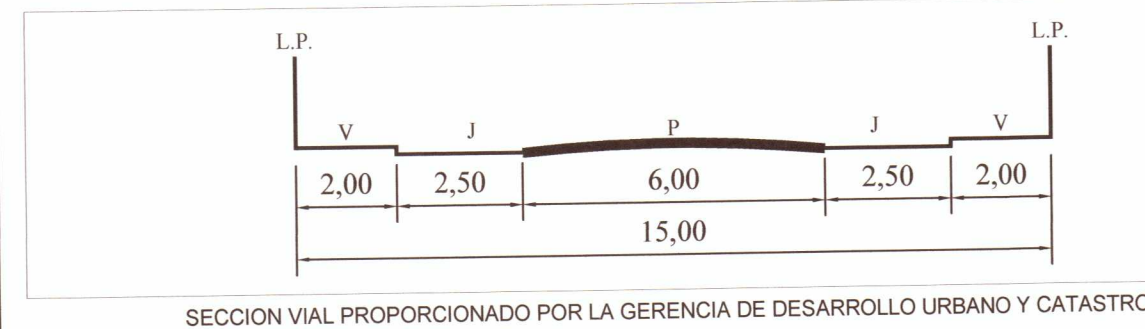 L.P. L.P.
V J P J V
2,00 2,50 6,00 2,50 2,00
15,00
SECCION VIAL PROPORCIONADO POR LA GERENCIA DE DESARROLLO URBANO Y CATASTRO